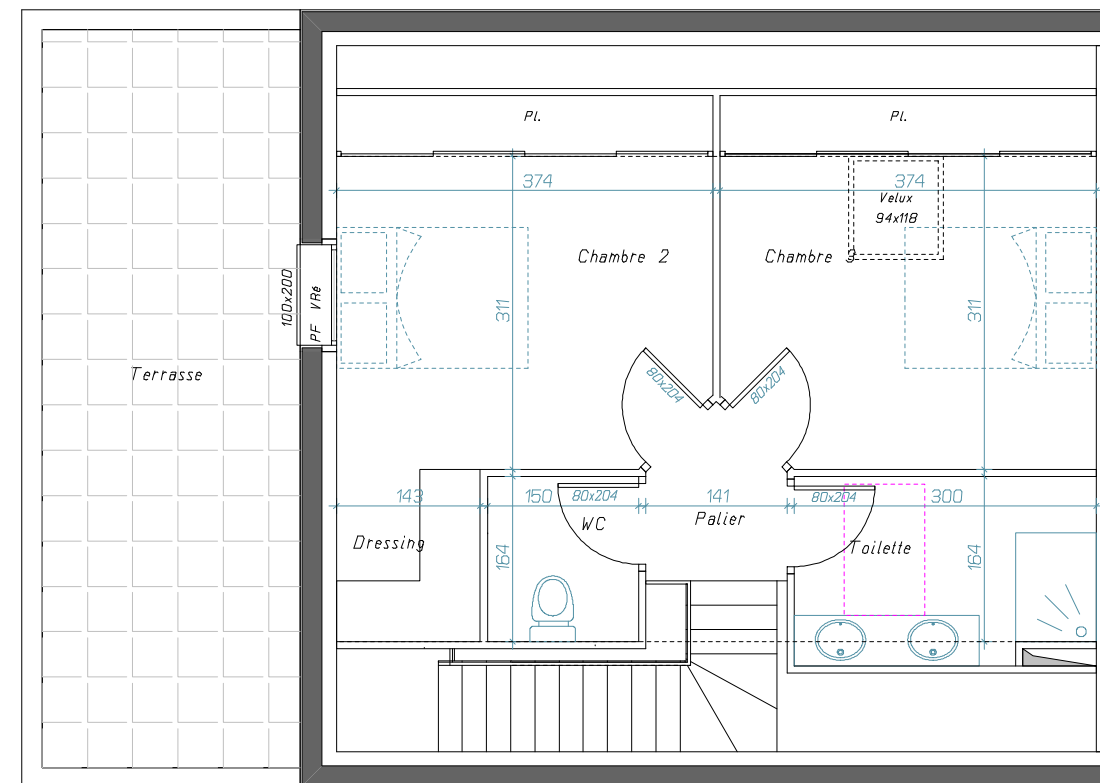 Pl.
Pl.
374
374
Velux
94x118
Chambre 2
Chambre 3
100x200
PF VRé
311
311
Terrasse
80x204
80x204
143
150
80x204
141
80x204
300
WC
Palier
Dressing
Toilette
164
164